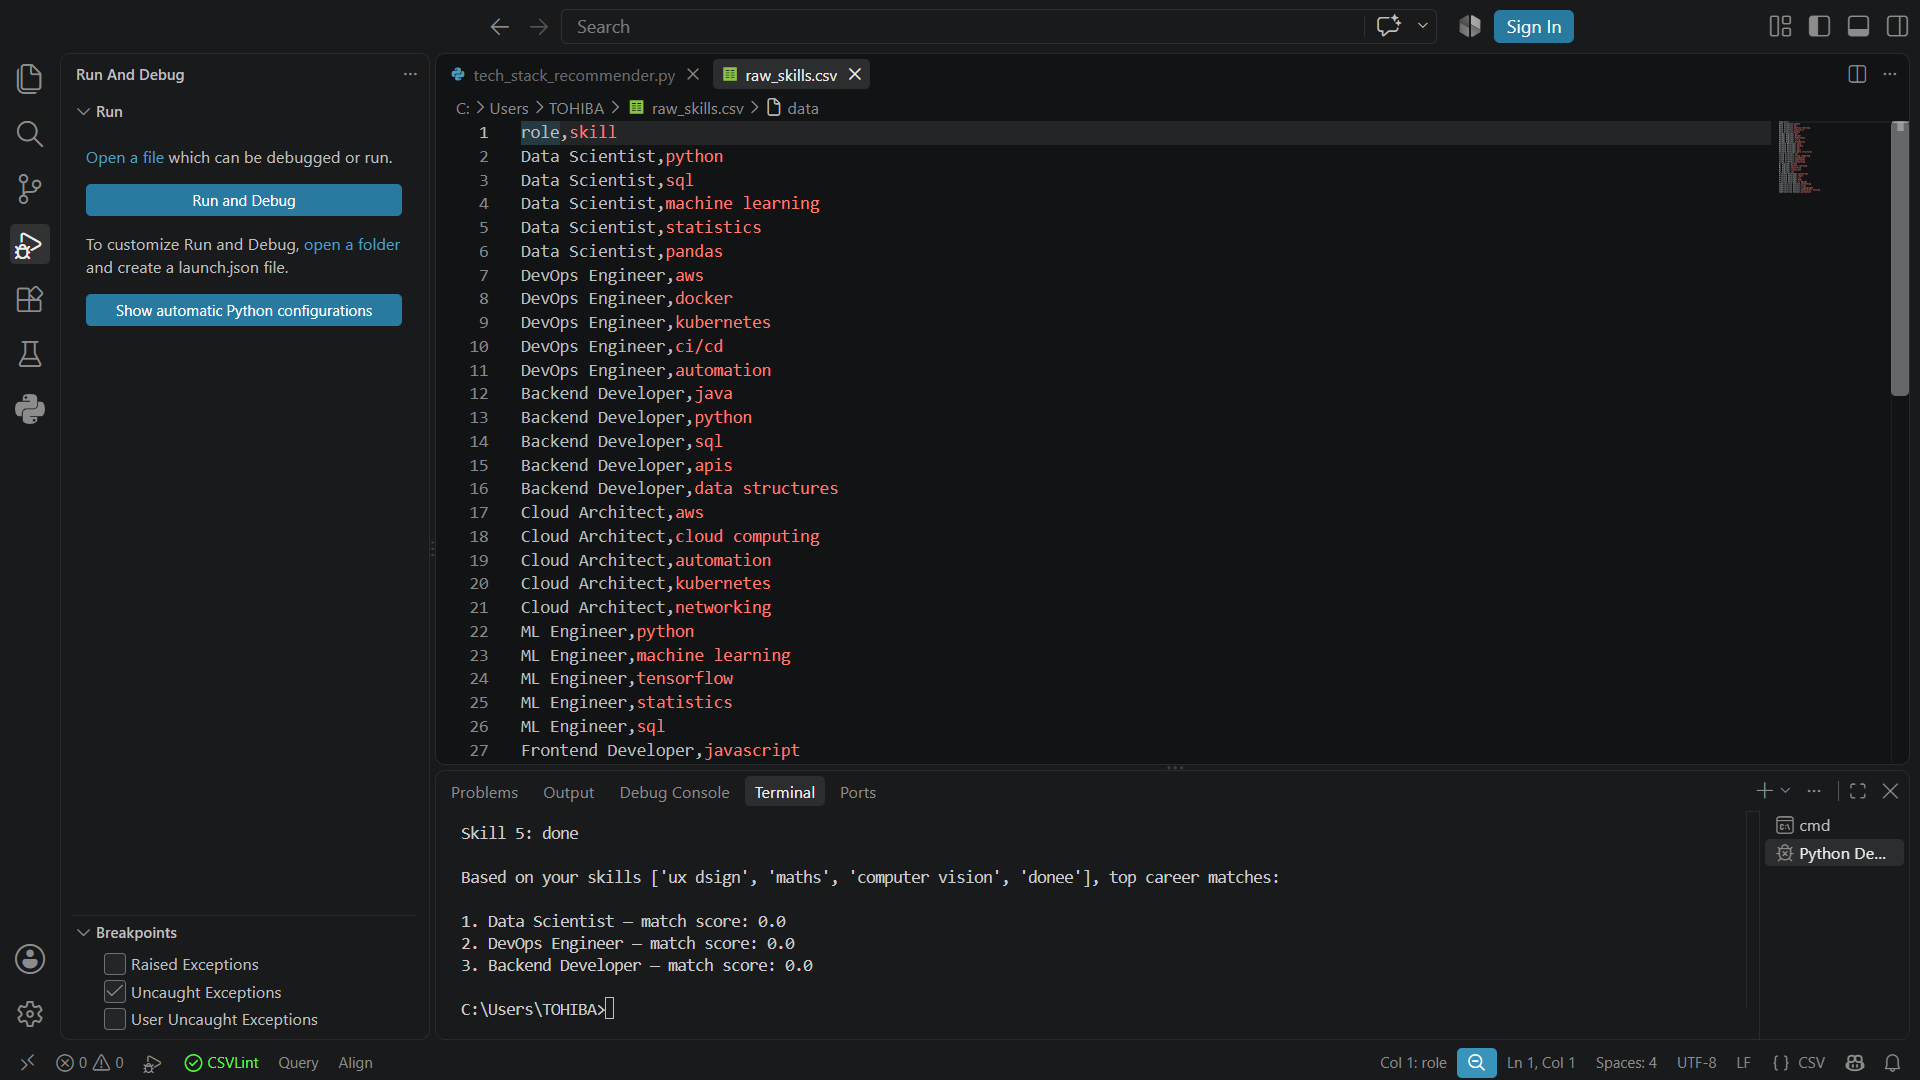 Search
Sign In
Run And Debug
Run
Open a file which can be debugged or run.
Run and Debug
To customize Run and Debug, open a folder
and create a launch.json file.
Show automatic Python configurations
Breakpoints
Raised Exceptions
Uncaught Exceptions
User Uncaught Exceptions
tech_stack_recommender.py
raw_skills.csv
C: > Users > TOHIBA > raw_skills.csv > data
1 role,skill
2 Data Scientist,python
3 Data Scientist,sql
4 Data Scientist,machine learning
5 Data Scientist,statistics
6 Data Scientist,pandas
7 DevOps Engineer,aws
8 DevOps Engineer,docker
9 DevOps Engineer,kubernetes
10 DevOps Engineer,ci/cd
11 DevOps Engineer,automation
12 Backend Developer,java
13 Backend Developer,python
14 Backend Developer,sql
15 Backend Developer,apis
16 Backend Developer,data structures
17 Cloud Architect,aws
18 Cloud Architect,cloud computing
19 Cloud Architect,automation
20 Cloud Architect,kubernetes
21 Cloud Architect,networking
22 ML Engineer,python
23 ML Engineer,machine learning
24 ML Engineer,tensorflow
25 ML Engineer,statistics
26 ML Engineer,sql
27 Frontend Developer,javascript
Problems Output Debug Console Terminal Ports
Skill 5: done
Based on your skills ['ux dsign', 'maths', 'computer vision', 'donee'], top career matches:
1. Data Scientist — match score: 0.0
2. DevOps Engineer — match score: 0.0
3. Backend Developer — match score: 0.0
C:\Users\TOHIBA>
cmd
Python De...
0 0 CSVLint Query Align Col 1: role Ln 1, Col 1 Spaces: 4 UTF-8 LF { } CSV